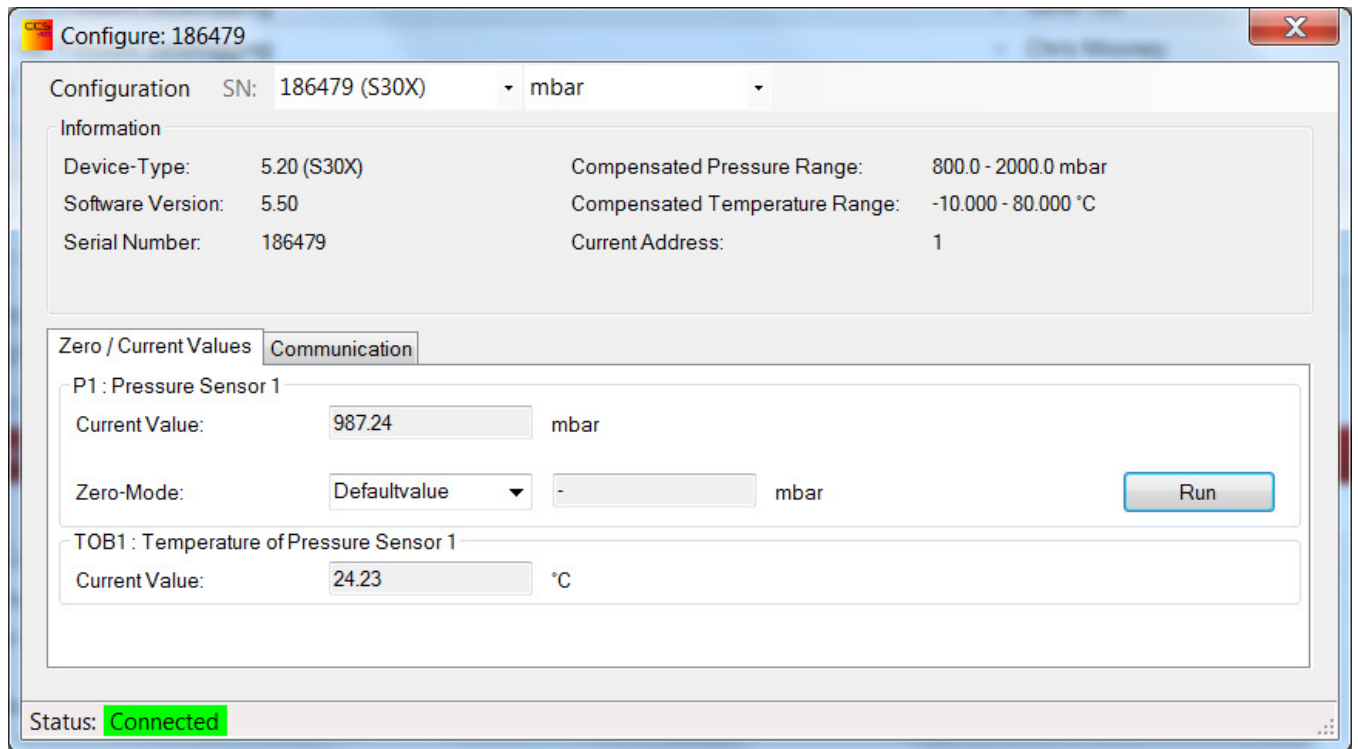 CCS
Configure: 186479
Configuration SN: 186479 (S30X) mbar
Information
Device-Type: 5.20 (S30X) Compensated Pressure Range: 800.0 - 2000.0 mbar
Software Version: 5.50 Compensated Temperature Range: -10.000 - 80.000 °C
Serial Number: 186479 Current Address: 1
Zero / Current Values Communication
P1 : Pressure Sensor 1
Current Value: 987.24 mbar
Zero-Mode: Defaultvalue - mbar Run
TOB1 : Temperature of Pressure Sensor 1
Current Value: 24.23 °C
Status: Connected